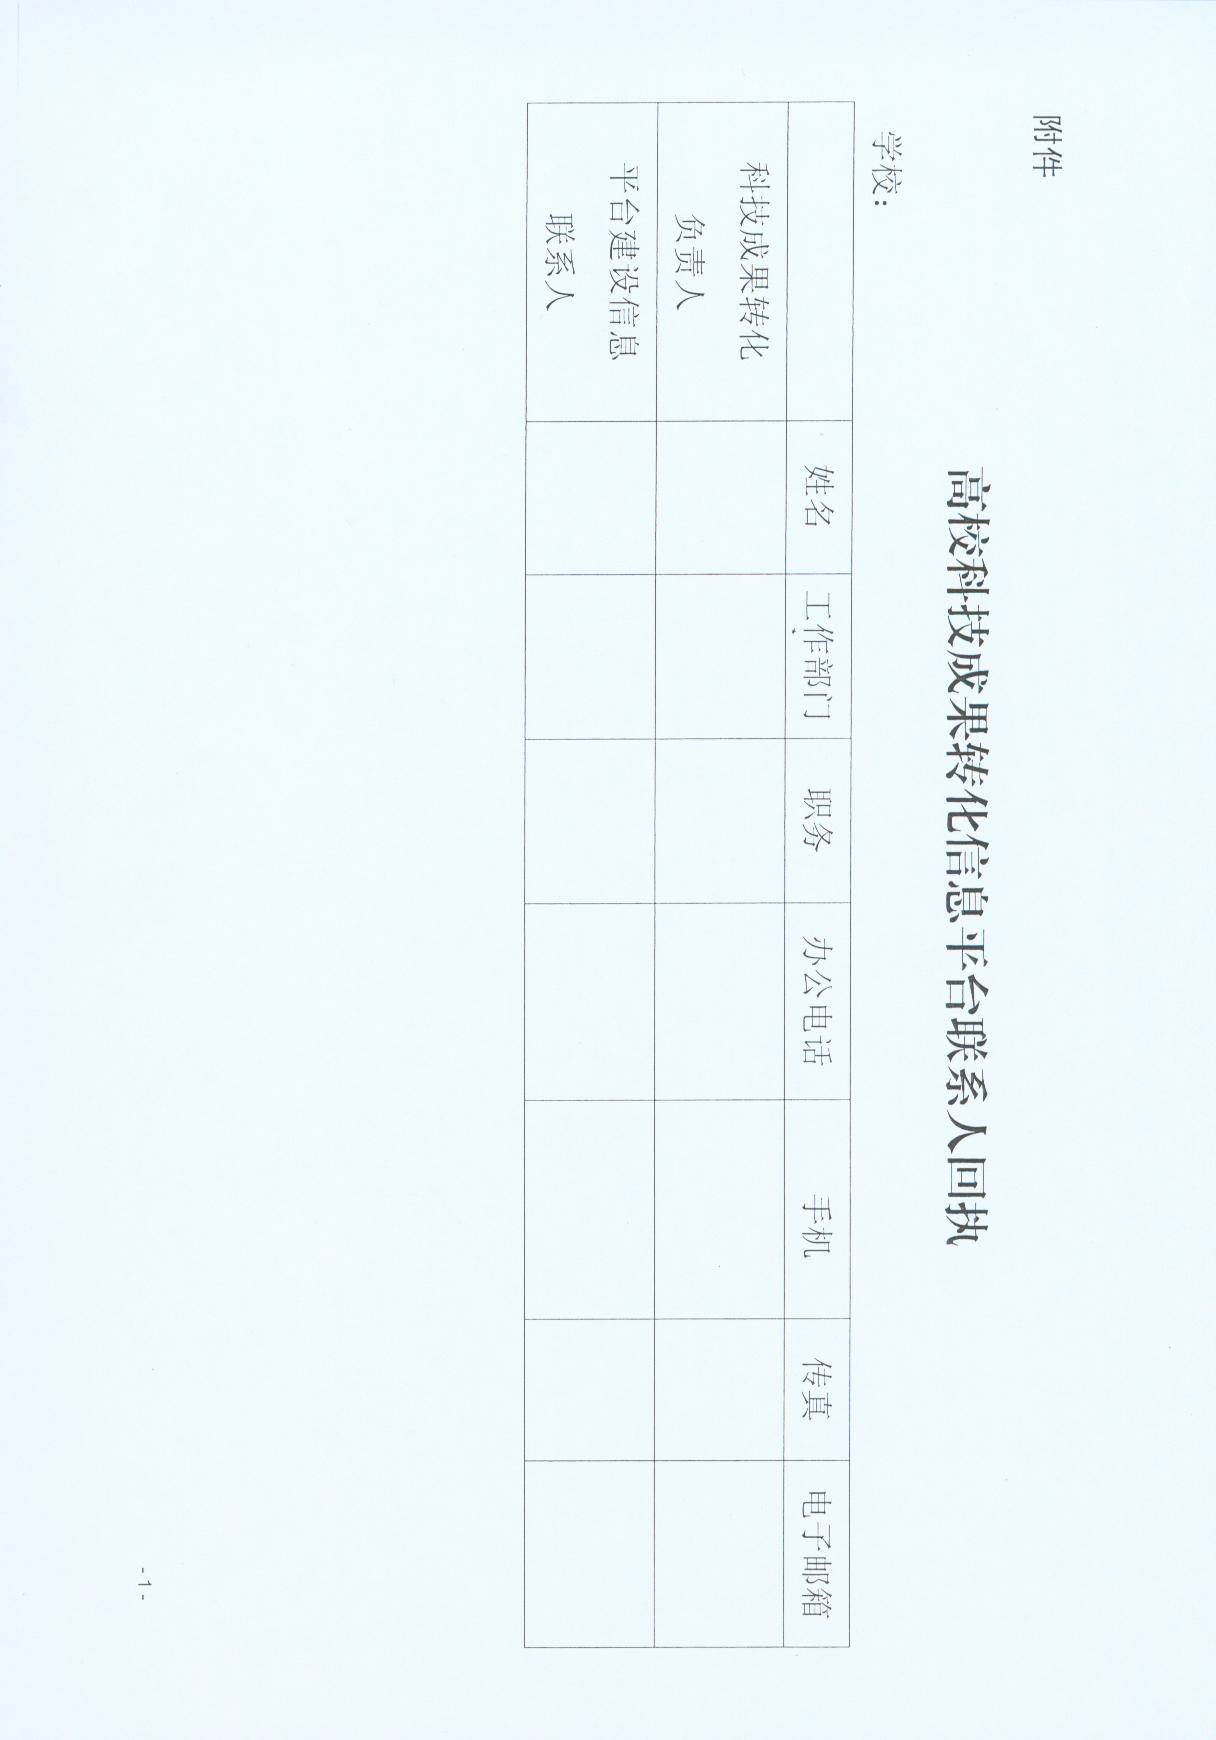 附件
高校科技成果转化信息平台联系人回执
学校：
姓名 工作部门 职务 办公电话 手机 传真 电子邮箱
科技成果转化
负责人
平台建设信息
联系人
- 1 -